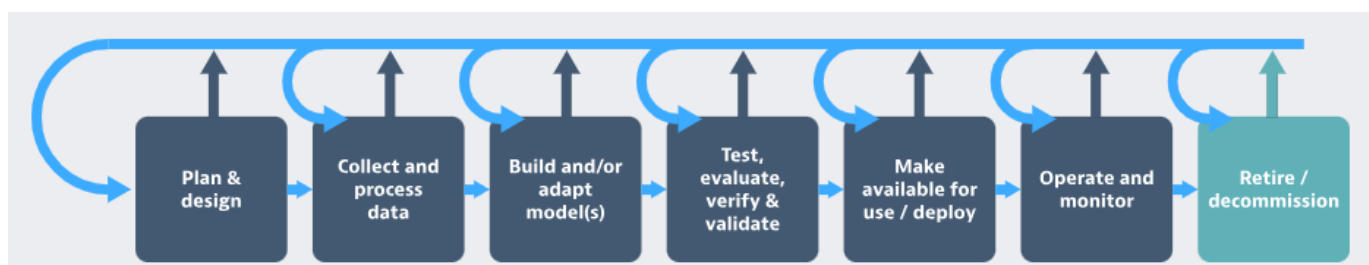 Plan &
design
Collect and
process
data
Build and/or
adapt
model(s)
Test,
evaluate,
verify &
validate
Make
available for
use / deploy
Operate and
monitor
Retire /
decommission